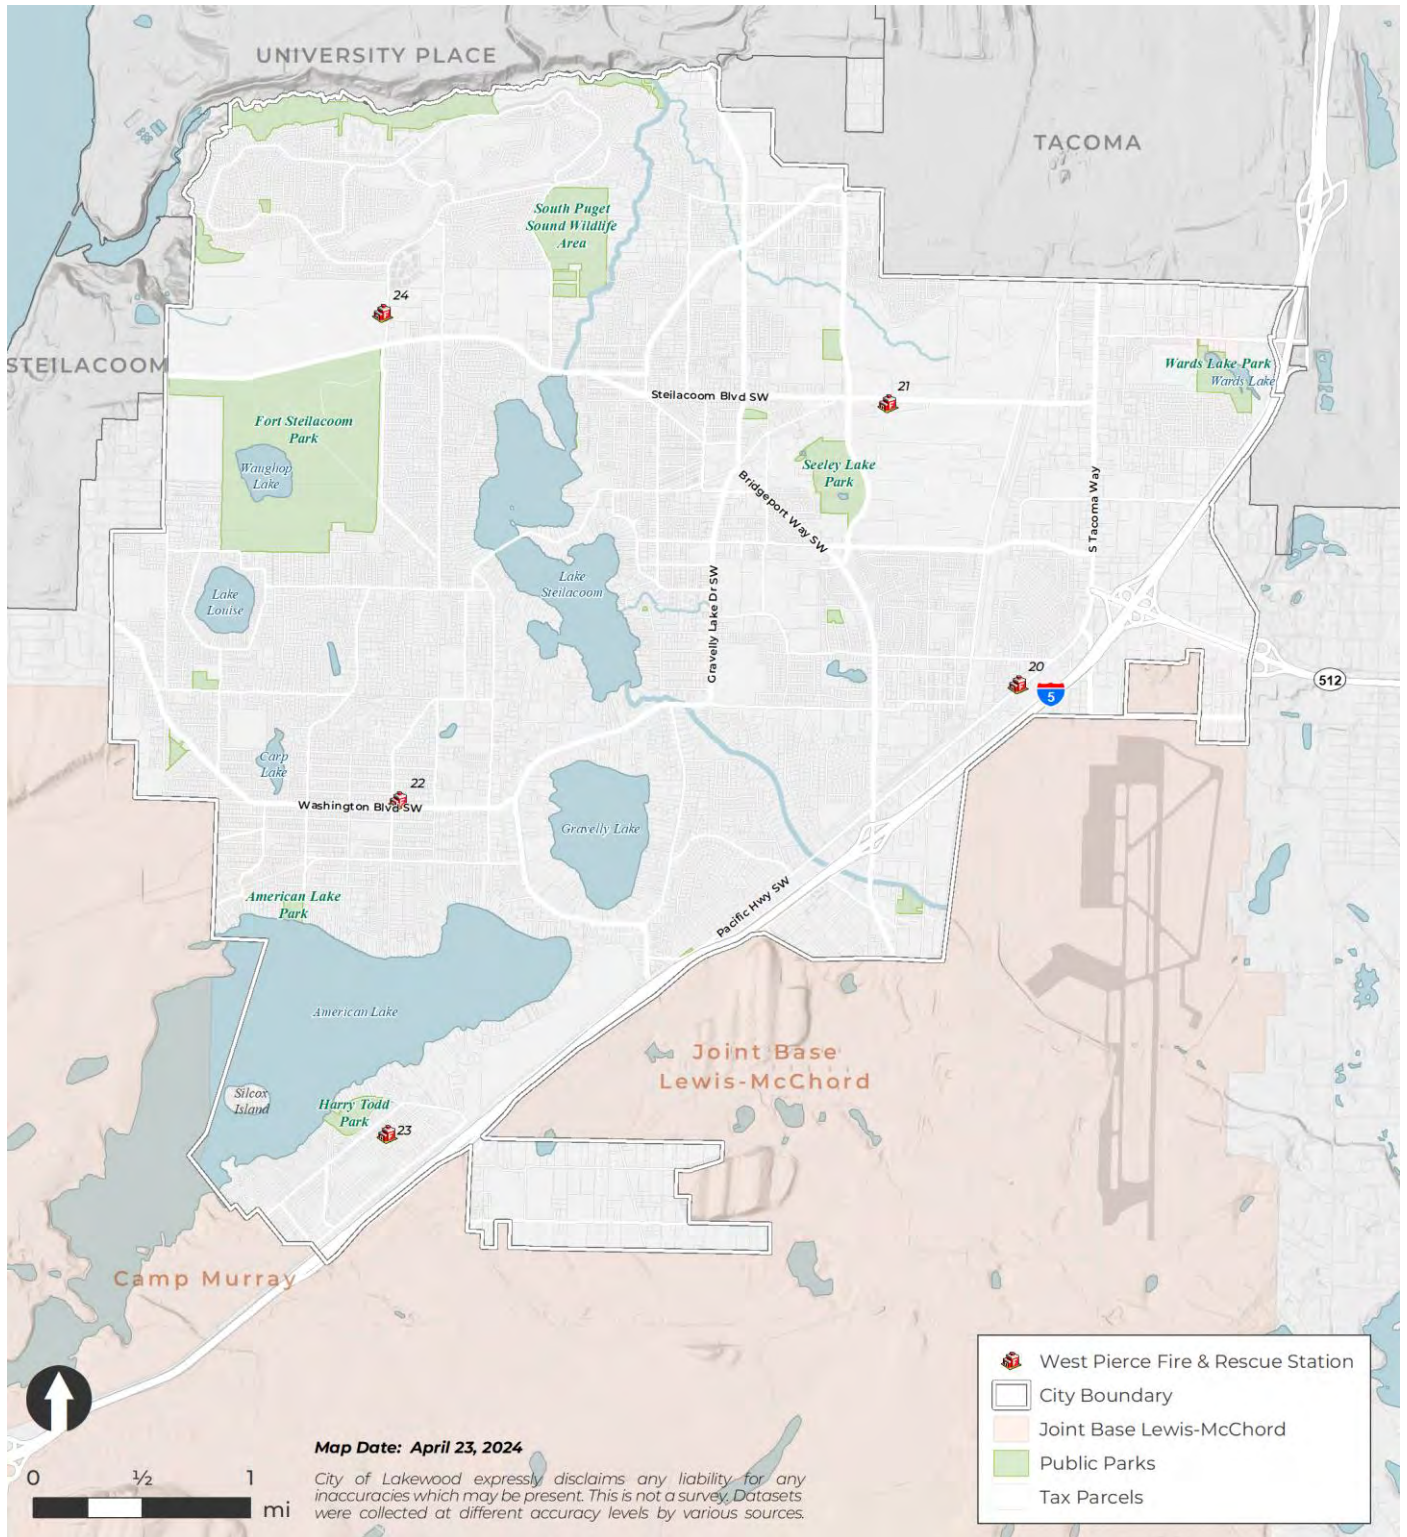 UNIVERSITY PLACE
TACOMA
South Puget
Sound Wildlife
Area
24
STEILACOOM
Wards Lake Park
Wards Lake
21
Steilacoom Blvd SW
Fort Steilacoom
Park
Waughop
Lake
Seeley Lake
Park
Bridgeport Way SW
S Tacoma Way
Lake
Steilacoom
Lake
Louise
Gravelly Lake Dr SW
20
5
512
Carp
Lake
22
Washington Blvd SW
Gravelly Lake
American Lake
Park
Pacific Hwy SW
American Lake
Joint Base
Lewis-McChord
Silcox
Island
Harry Todd
Park
23
Camp Murray
West Pierce Fire & Rescue Station
City Boundary
Joint Base Lewis-McChord
Public Parks
Tax Parcels
Map Date: April 23, 2024
City of Lakewood expressly disclaims any liability for any
inaccuracies which may be present. This is not a survey. Datasets
were collected at different accuracy levels by various sources.
0 ½ 1
mi